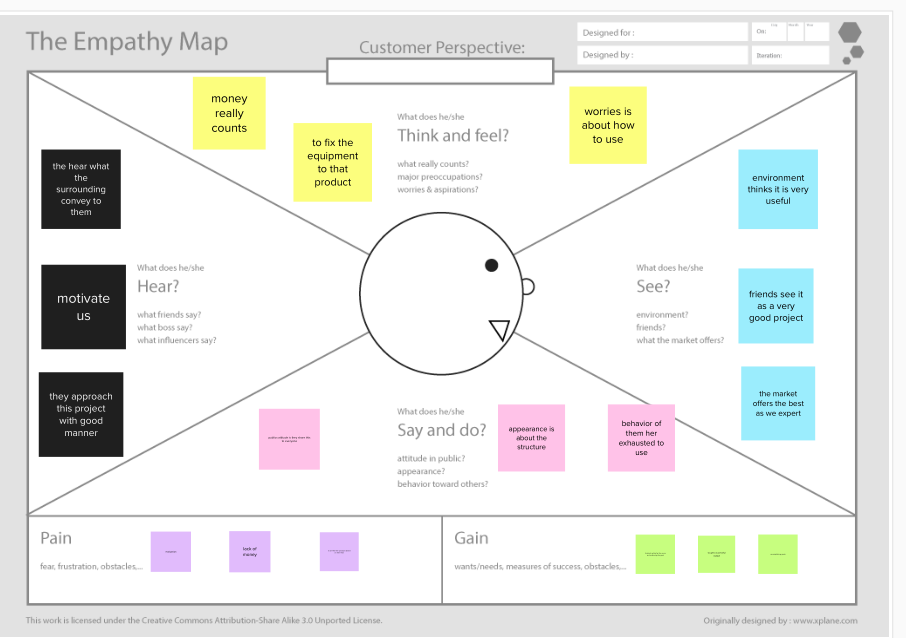 The Empathy Map
Customer Perspective:
Designed for :
Designed by :
On:
Day
Month
Year
Iteration:
money
really
counts
to fix the
equipment
to that
product
What does he/she
Think and feel?
what really counts?
major preoccupations?
worries & aspirations?
worries is
about how
to use
the hear what
the
surrounding
convey to
them
motivate
us
they approach
this project
with good
manner
What does he/she
Hear?
what friends say?
what boss say?
what influencers say?
What does he/she
See?
environment?
friends?
what the market offers?
environment
thinks it is very
useful
friends see it
as a very
good project
the market
offers the best
as we expert
What does he/she
Say and do?
attitude in public?
appearance?
behavior toward others?
appearance is
about the
structure
behavior of
them her
exhausted to
use
Pain
fear, frustration, obstacles,...
lack of
money
Gain
wants/needs, measures of success, obstacles,...
This work is licensed under the Creative Commons Attribution-Share Alike 3.0 Unported License.
Originally designed by : www.xplane.com